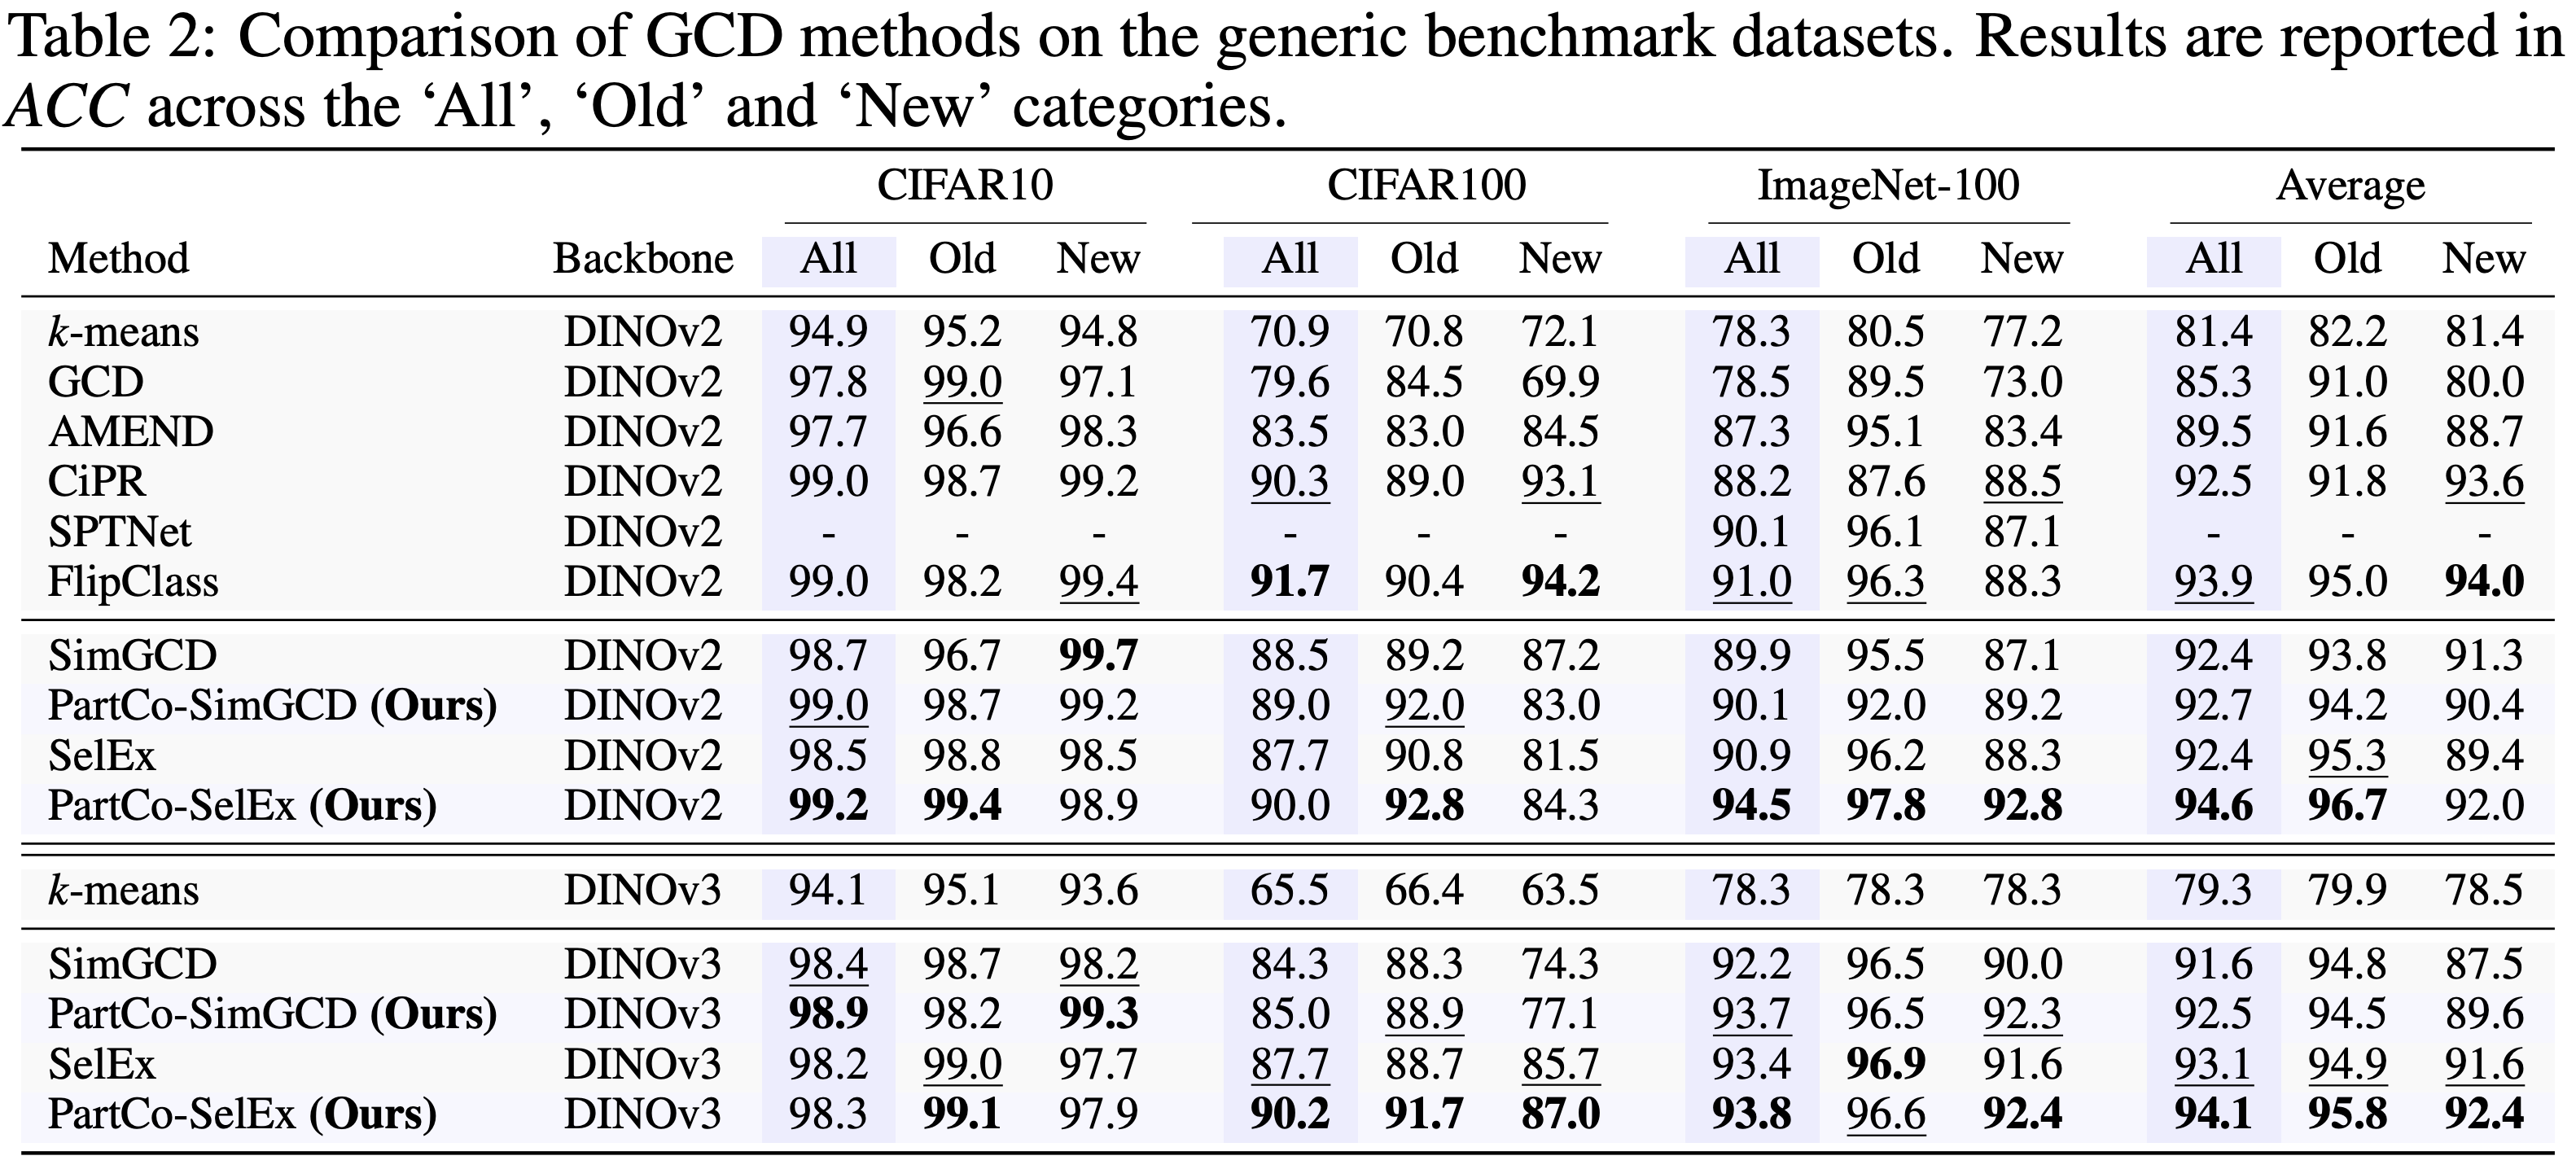 Table 2: Comparison of GCD methods on the generic benchmark datasets. Results are reported in
ACC across the ‘All’, ‘Old’ and ‘New’ categories.
CIFAR10 CIFAR100 ImageNet-100 Average
Method Backbone All Old New All Old New All Old New All Old New
k-means DINOv2 94.9 95.2 94.8 70.9 70.8 72.1 78.3 80.5 77.2 81.4 82.2 81.4
GCD DINOv2 97.8 99.0 97.1 79.6 84.5 69.9 78.5 89.5 73.0 85.3 91.0 80.0
AMEND DINOv2 97.7 96.6 98.3 83.5 83.0 84.5 87.3 95.1 83.4 89.5 91.6 88.7
CiPR DINOv2 99.0 98.7 99.2 90.3 89.0 93.1 88.2 87.6 88.5 92.5 91.8 93.6
SPTNet DINOv2 - - - - - - 90.1 96.1 87.1 - - -
FlipClass DINOv2 99.0 98.2 99.4 91.7 90.4 94.2 91.0 96.3 88.3 93.9 95.0 94.0
SimGCD DINOv2 98.7 96.7 99.7 88.5 89.2 87.2 89.9 95.5 87.1 92.4 93.8 91.3
PartCo-SimGCD (Ours) DINOv2 99.0 98.7 99.2 89.0 92.0 83.0 90.1 92.0 89.2 92.7 94.2 90.4
SelEx DINOv2 98.5 98.8 98.5 87.7 90.8 81.5 90.9 96.2 88.3 92.4 95.3 89.4
PartCo-SelEx (Ours) DINOv2 99.2 99.4 98.9 90.0 92.8 84.3 94.5 97.8 92.8 94.6 96.7 92.0
k-means DINOv3 94.1 95.1 93.6 65.5 66.4 63.5 78.3 78.3 78.3 79.3 79.9 78.5
SimGCD DINOv3 98.4 98.7 98.2 84.3 88.3 74.3 92.2 96.5 90.0 91.6 94.8 87.5
PartCo-SimGCD (Ours) DINOv3 98.9 98.2 99.3 85.0 88.9 77.1 93.7 96.5 92.3 92.5 94.5 89.6
SelEx DINOv3 98.2 99.0 97.7 87.7 88.7 85.7 93.4 96.9 91.6 93.1 94.9 91.6
PartCo-SelEx (Ours) DINOv3 98.3 99.1 97.9 90.2 91.7 87.0 93.8 96.6 92.4 94.1 95.8 92.4